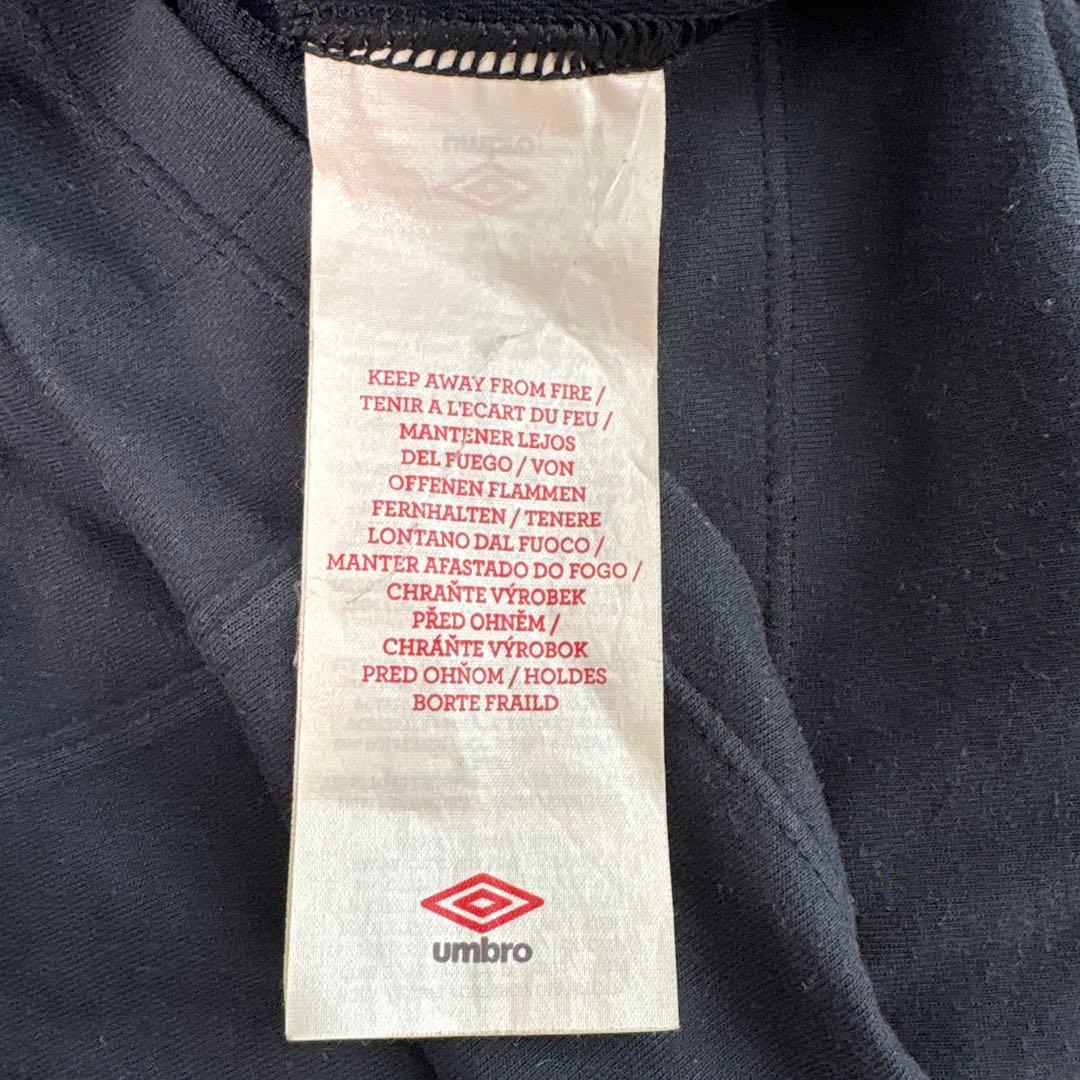 KEEP AWAY FROM FIRE /
TENIR A L'ECART DU FEU /
MANTENER LEJOS
DEL FUEGO / VON
OFFENEN FLAMMEN
FERNHALTEN / TENERE
LONTANO DAL FUOCO /
MANTER AFASTADO DO FOGO /
CHRAŇTE VÝROBEK
PŘED OHNĚM /
CHRÁŇTE VÝROBOK
PRED OHŇOM / HOLDES
BORTE FRAILD
umbro